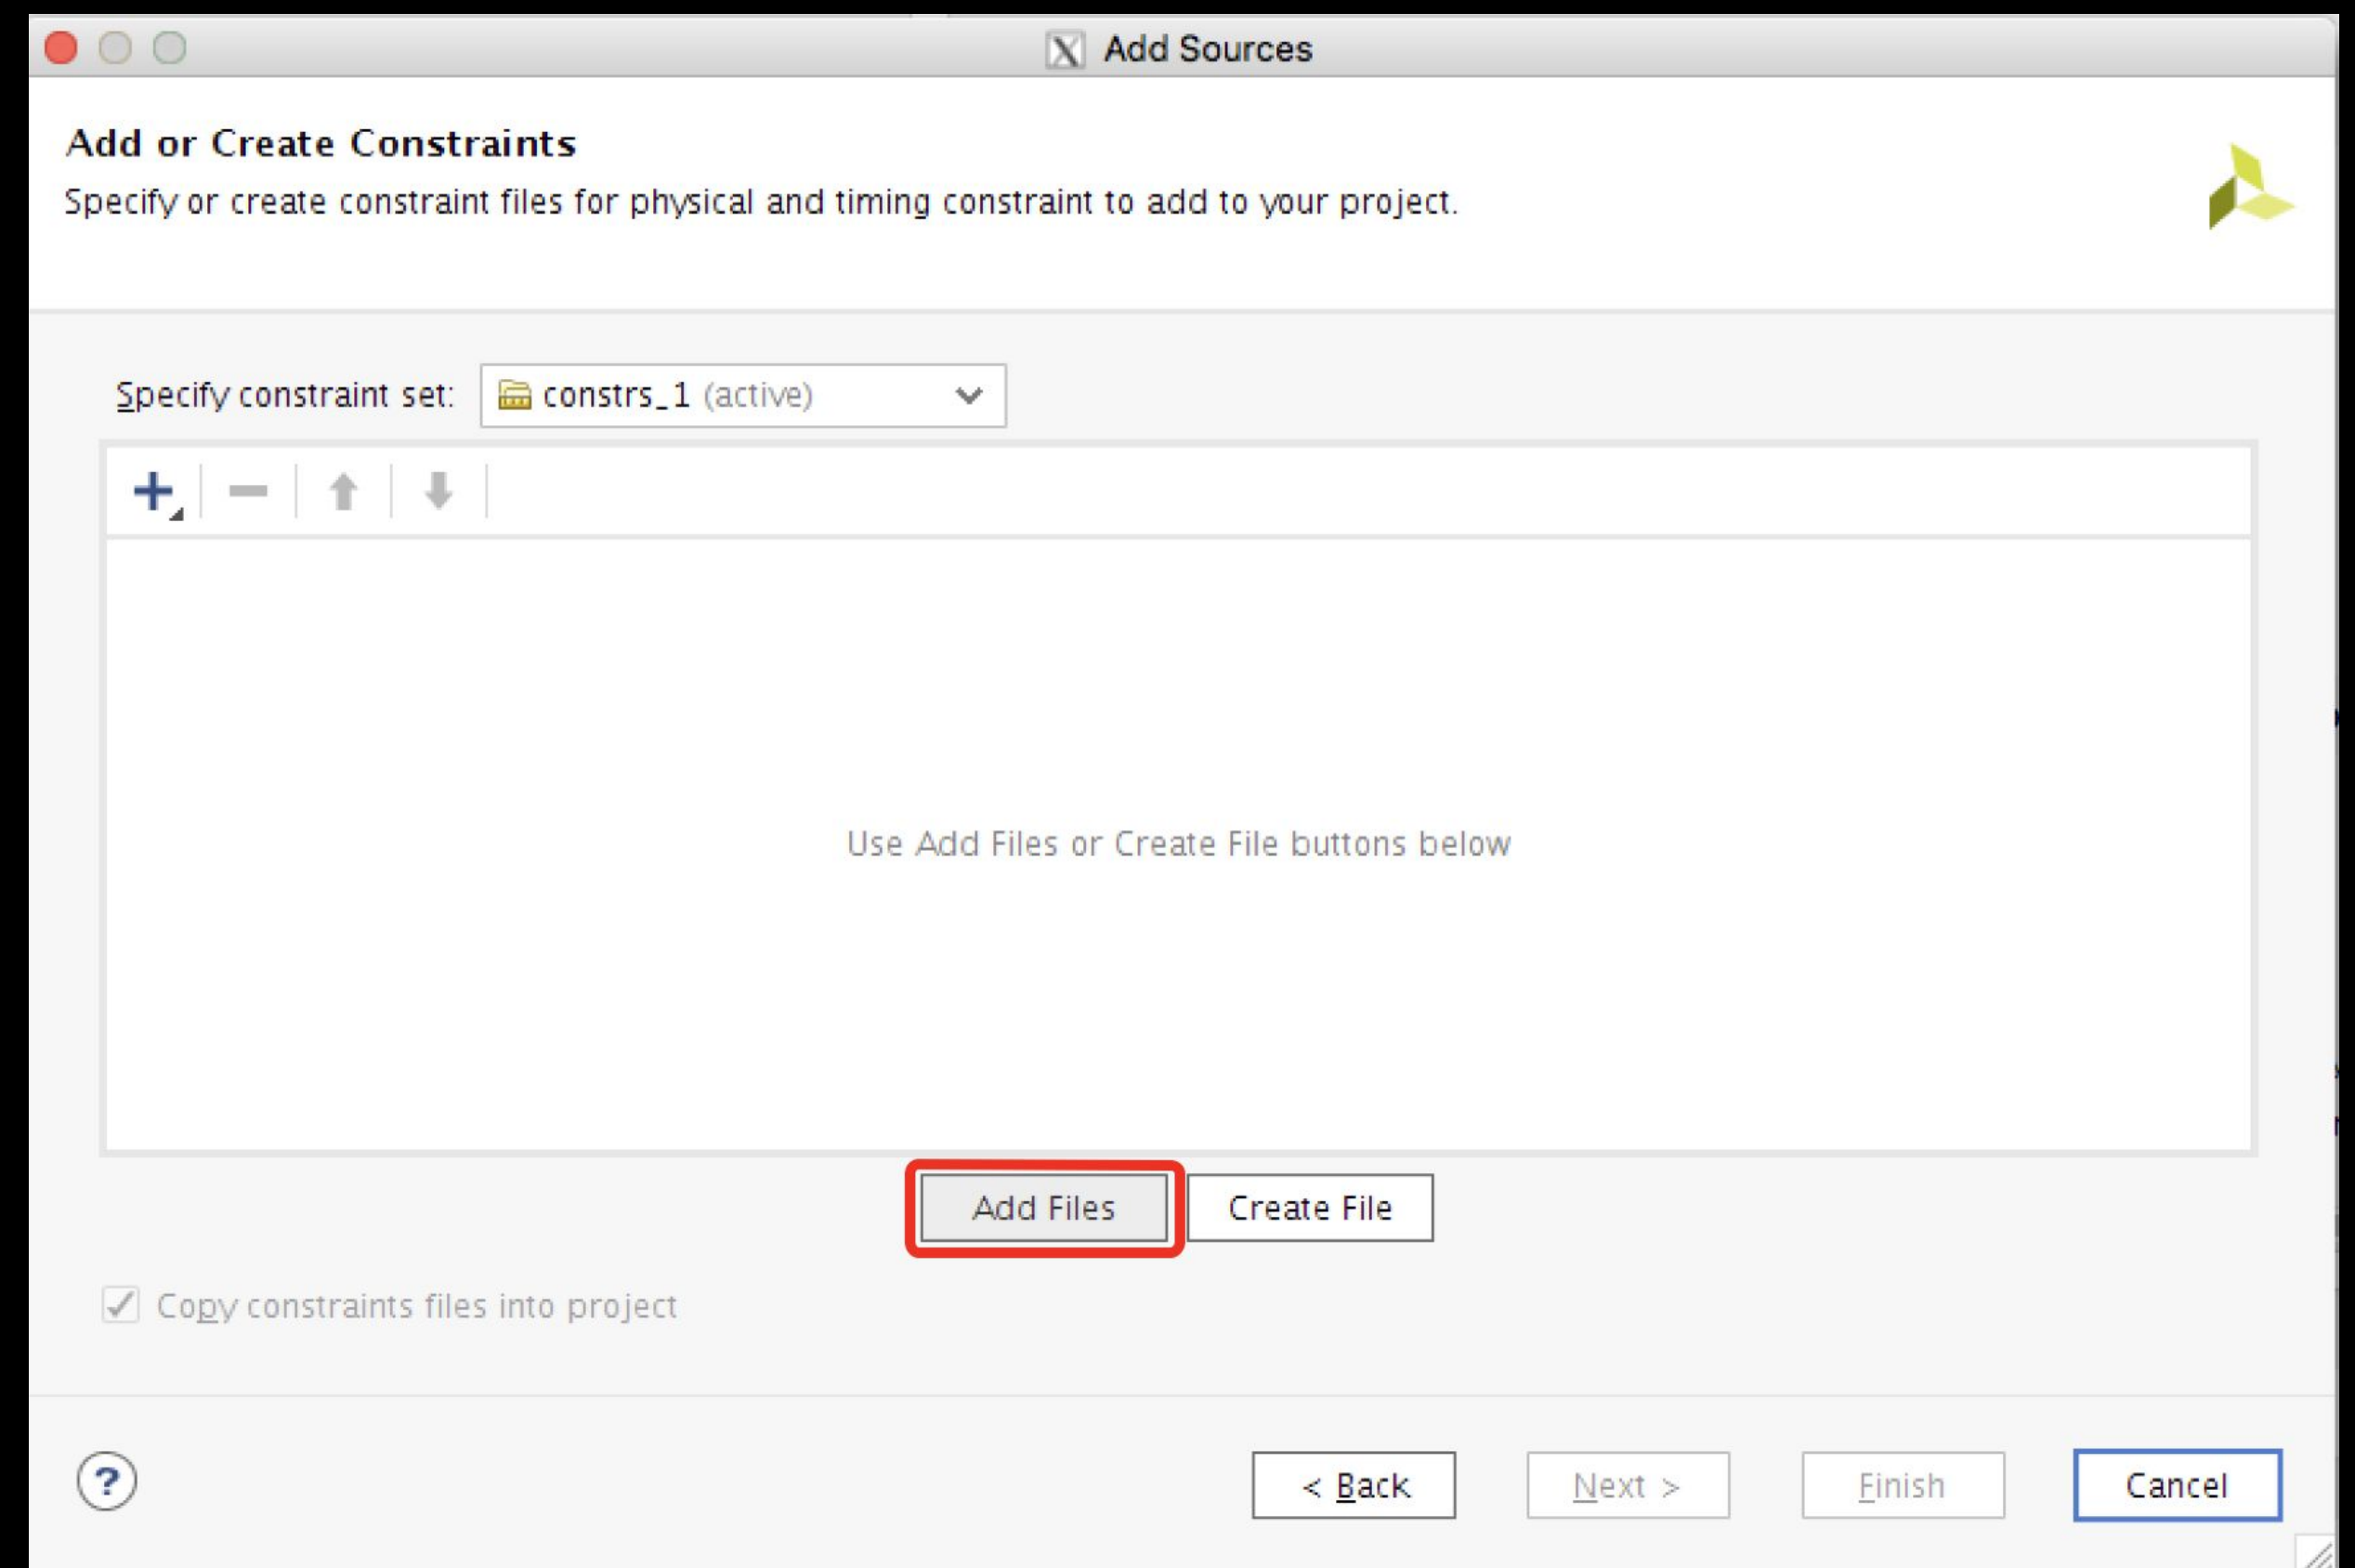 Add Sources
Add or Create Constraints
Specify or create constraint files for physical and timing constraint to add to your project.
Specify constraint set: constrs_1 (active)
Use Add Files or Create File buttons below
Add Files Create File
Copy constraints files into project
? < Back Next > Finish Cancel